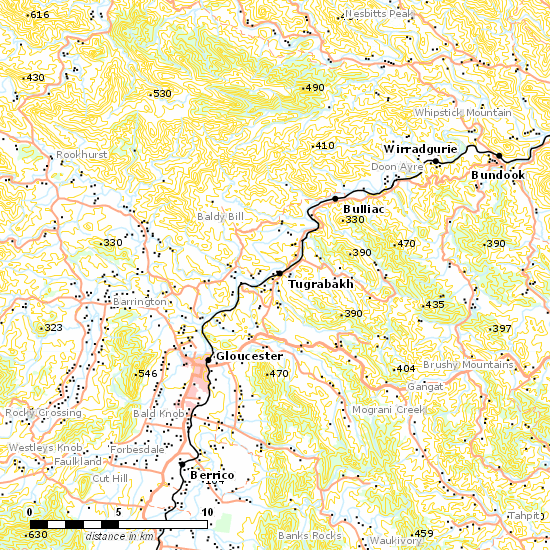 616
Nesbitts Peak
430
530
490
Whipstick Mountain
410
Wirradgurie
Rookhurst
Doon Ayre
Bundook
Bulliac
Baldy Bill
330
330
390
470
390
Tugrabakh
Barrington
435
390
323
397
Gloucester
Brushy Mountains
546
470
404
Gangat
Rocky Crossing
Bald Knob
Mograni Creek
Westley's Knob
Forbesdale
Faulkland
Berrico
Cut Hill
0
5
10
Tahpit
distance in km
630
Banks Rocks
459
Waukivory